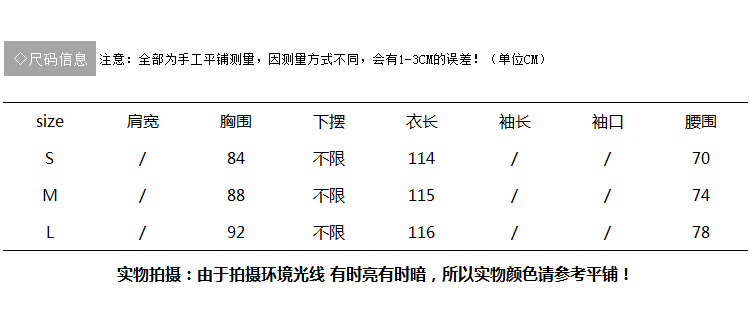 ◇尺码信息 注意：全部为手工平铺测量，因测量方式不同，会有1-3CM的误差！（单位CM）
size 肩宽 胸围 下摆 衣长 袖长 袖口 腰围
S / 84 不限 114 / / 70
M / 88 不限 115 / / 74
L / 92 不限 116 / / 78
实物拍摄：由于拍摄环境光线 有时亮有时暗，所以实物颜色请参考平铺！